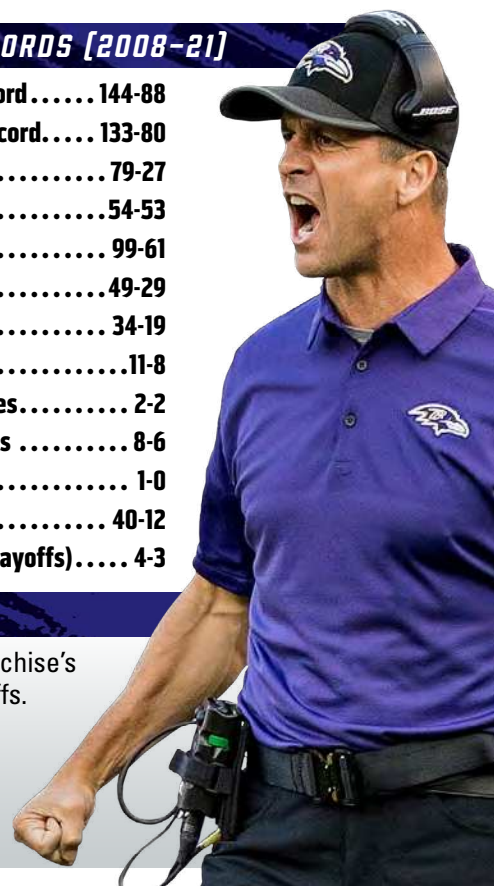 ORDS (2008–21]
ord...... 144-88
cord..... 133-80
........... 79-27
...........54-53
........... 99-61
...........49-29
........... 34-19
............11-8
es.......... 2-2
s .......... 8-6
............ 1-0
........... 40-12
ayoffs)..... 4-3
chise's
ffs.
BOSE